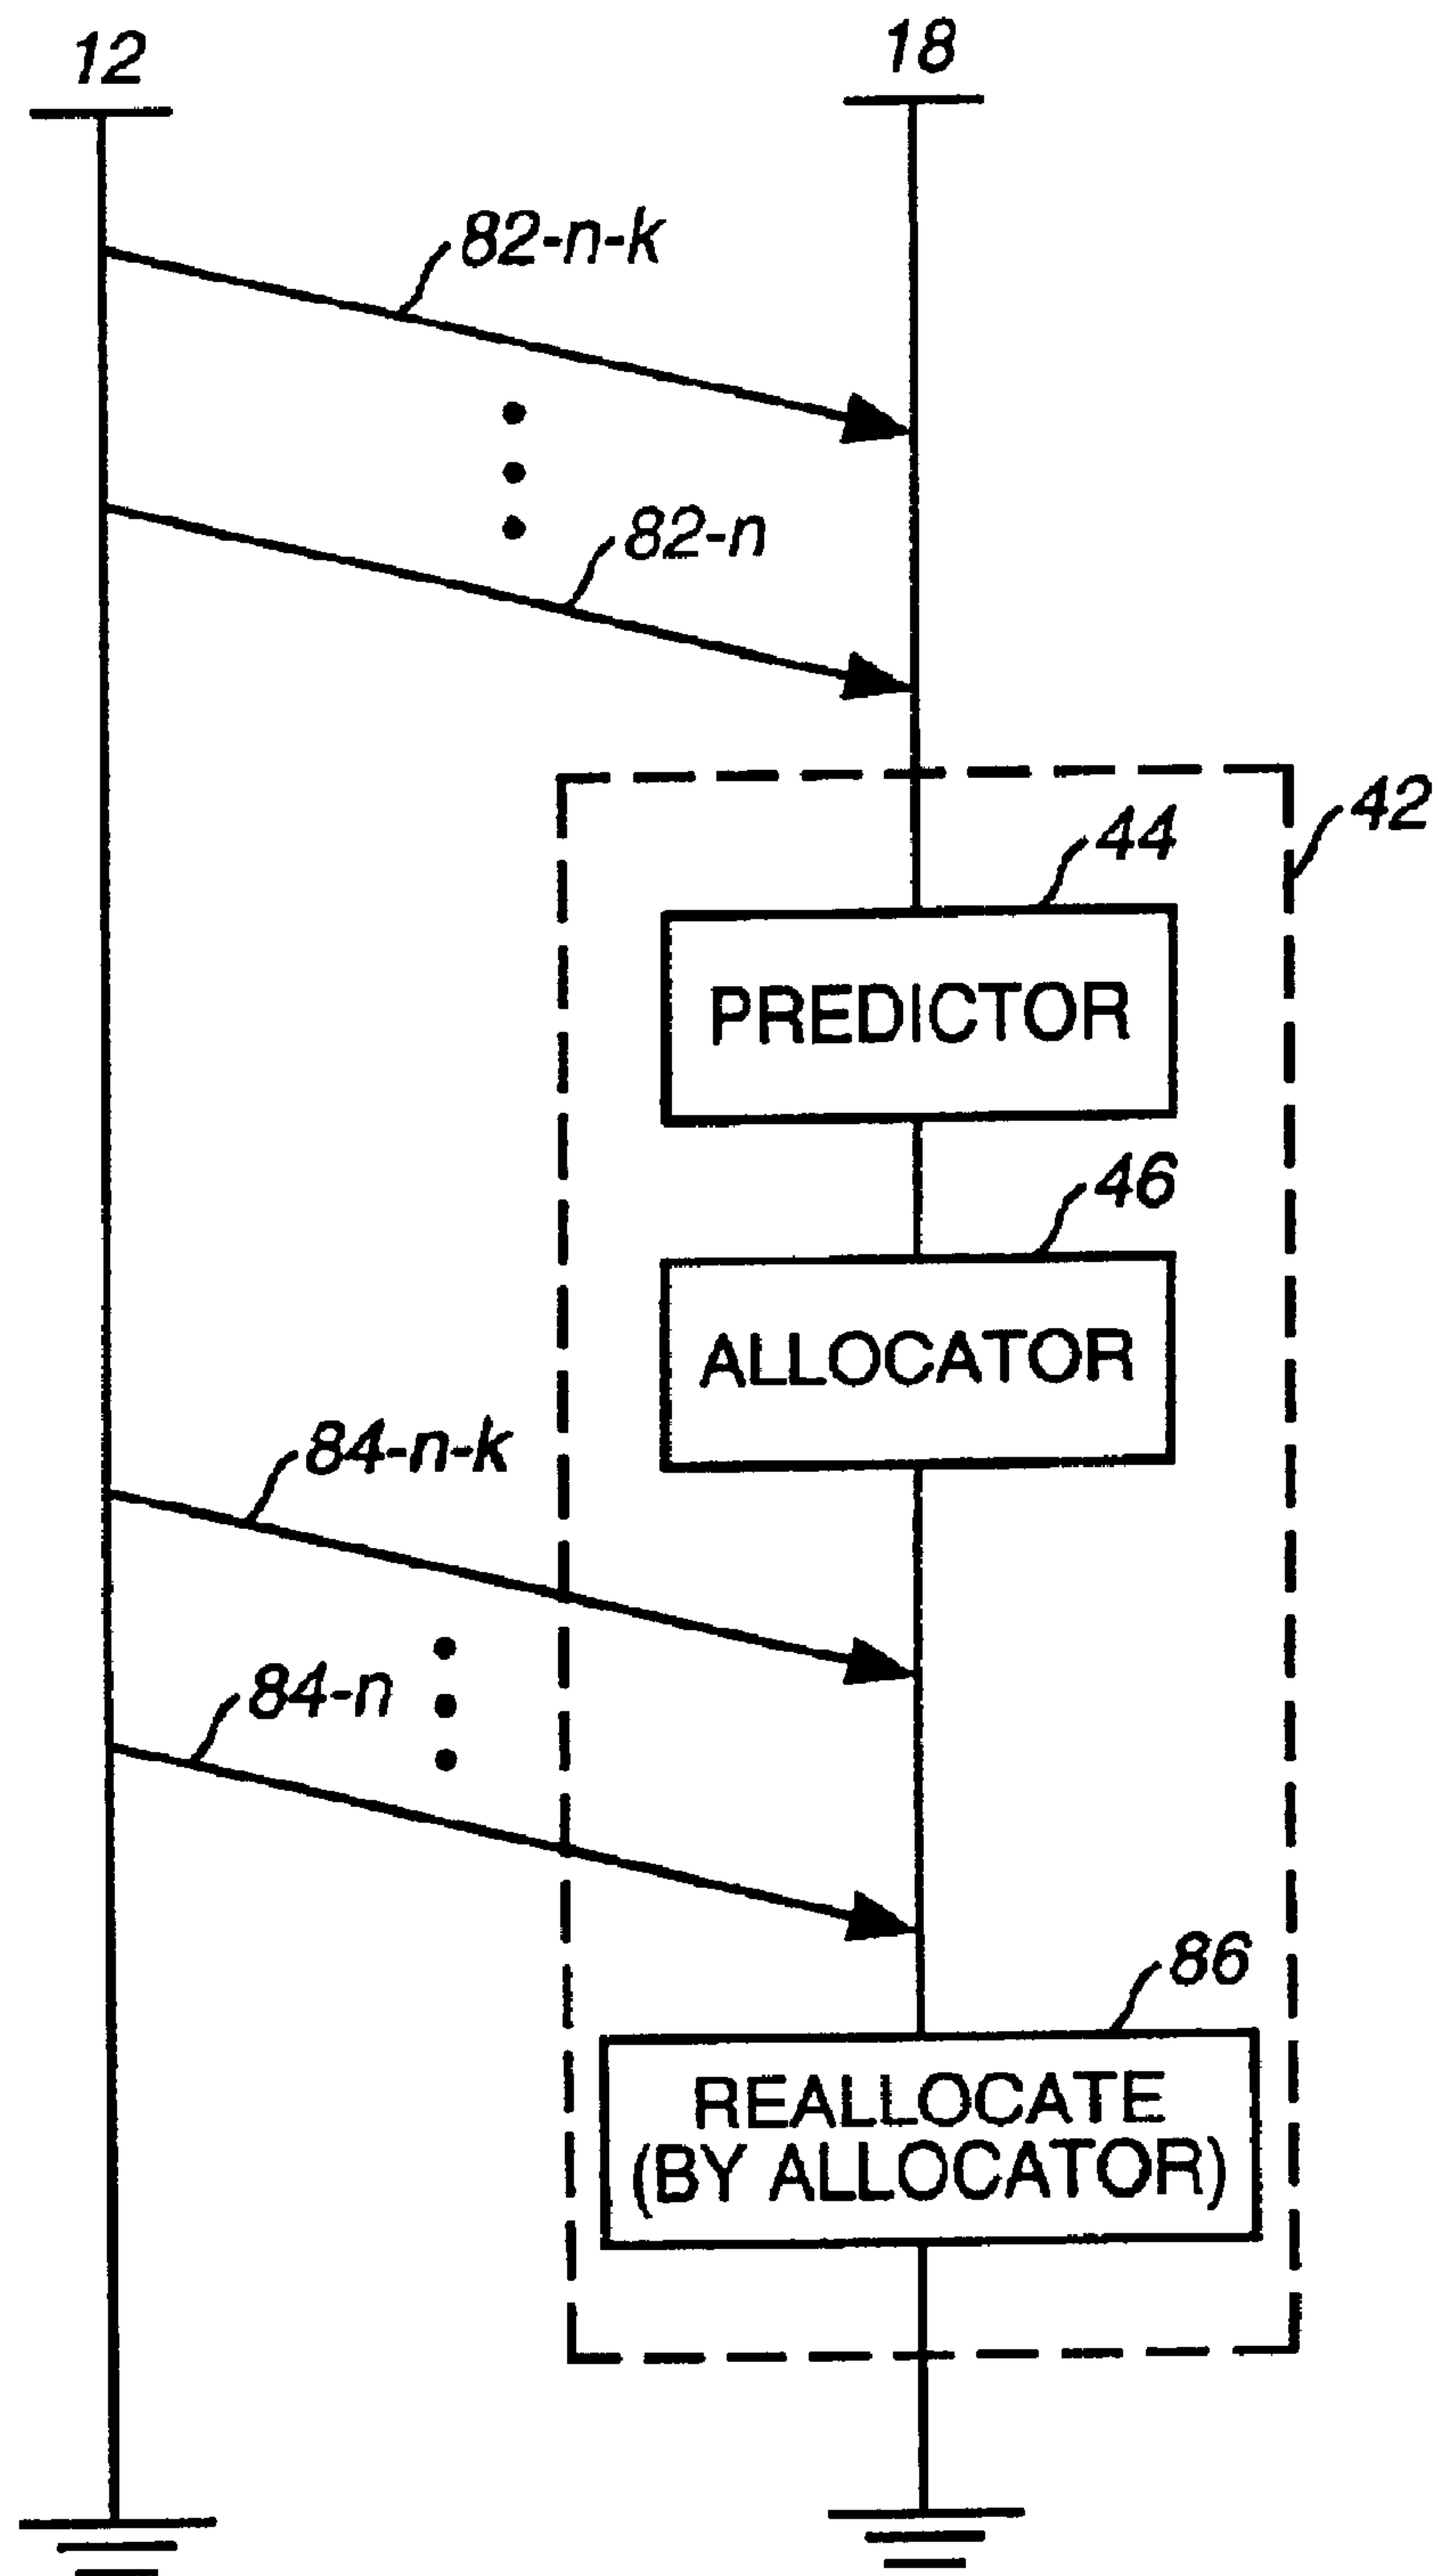 12
18
82-n-k
82-n
42
44
PREDICTOR
46
ALLOCATOR
84-n-k
84-n
86
REALLOCATE
(BY ALLOCATOR)